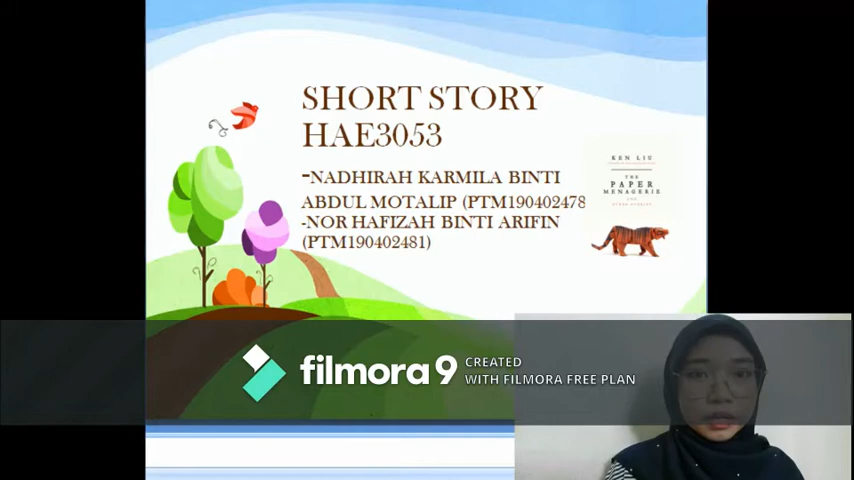 SHORT STORY
HAE3053
-NADHIRAH KARMILA BINTI
ABDUL MOTALIP (PTM190402478
-NOR HAFIZAH BINTI ARIFIN
(PTM190402481)
KEN LIU
THE
PAPER
MENAGERIE
filmora 9
CREATED
WITH FILMORA FREE PLAN